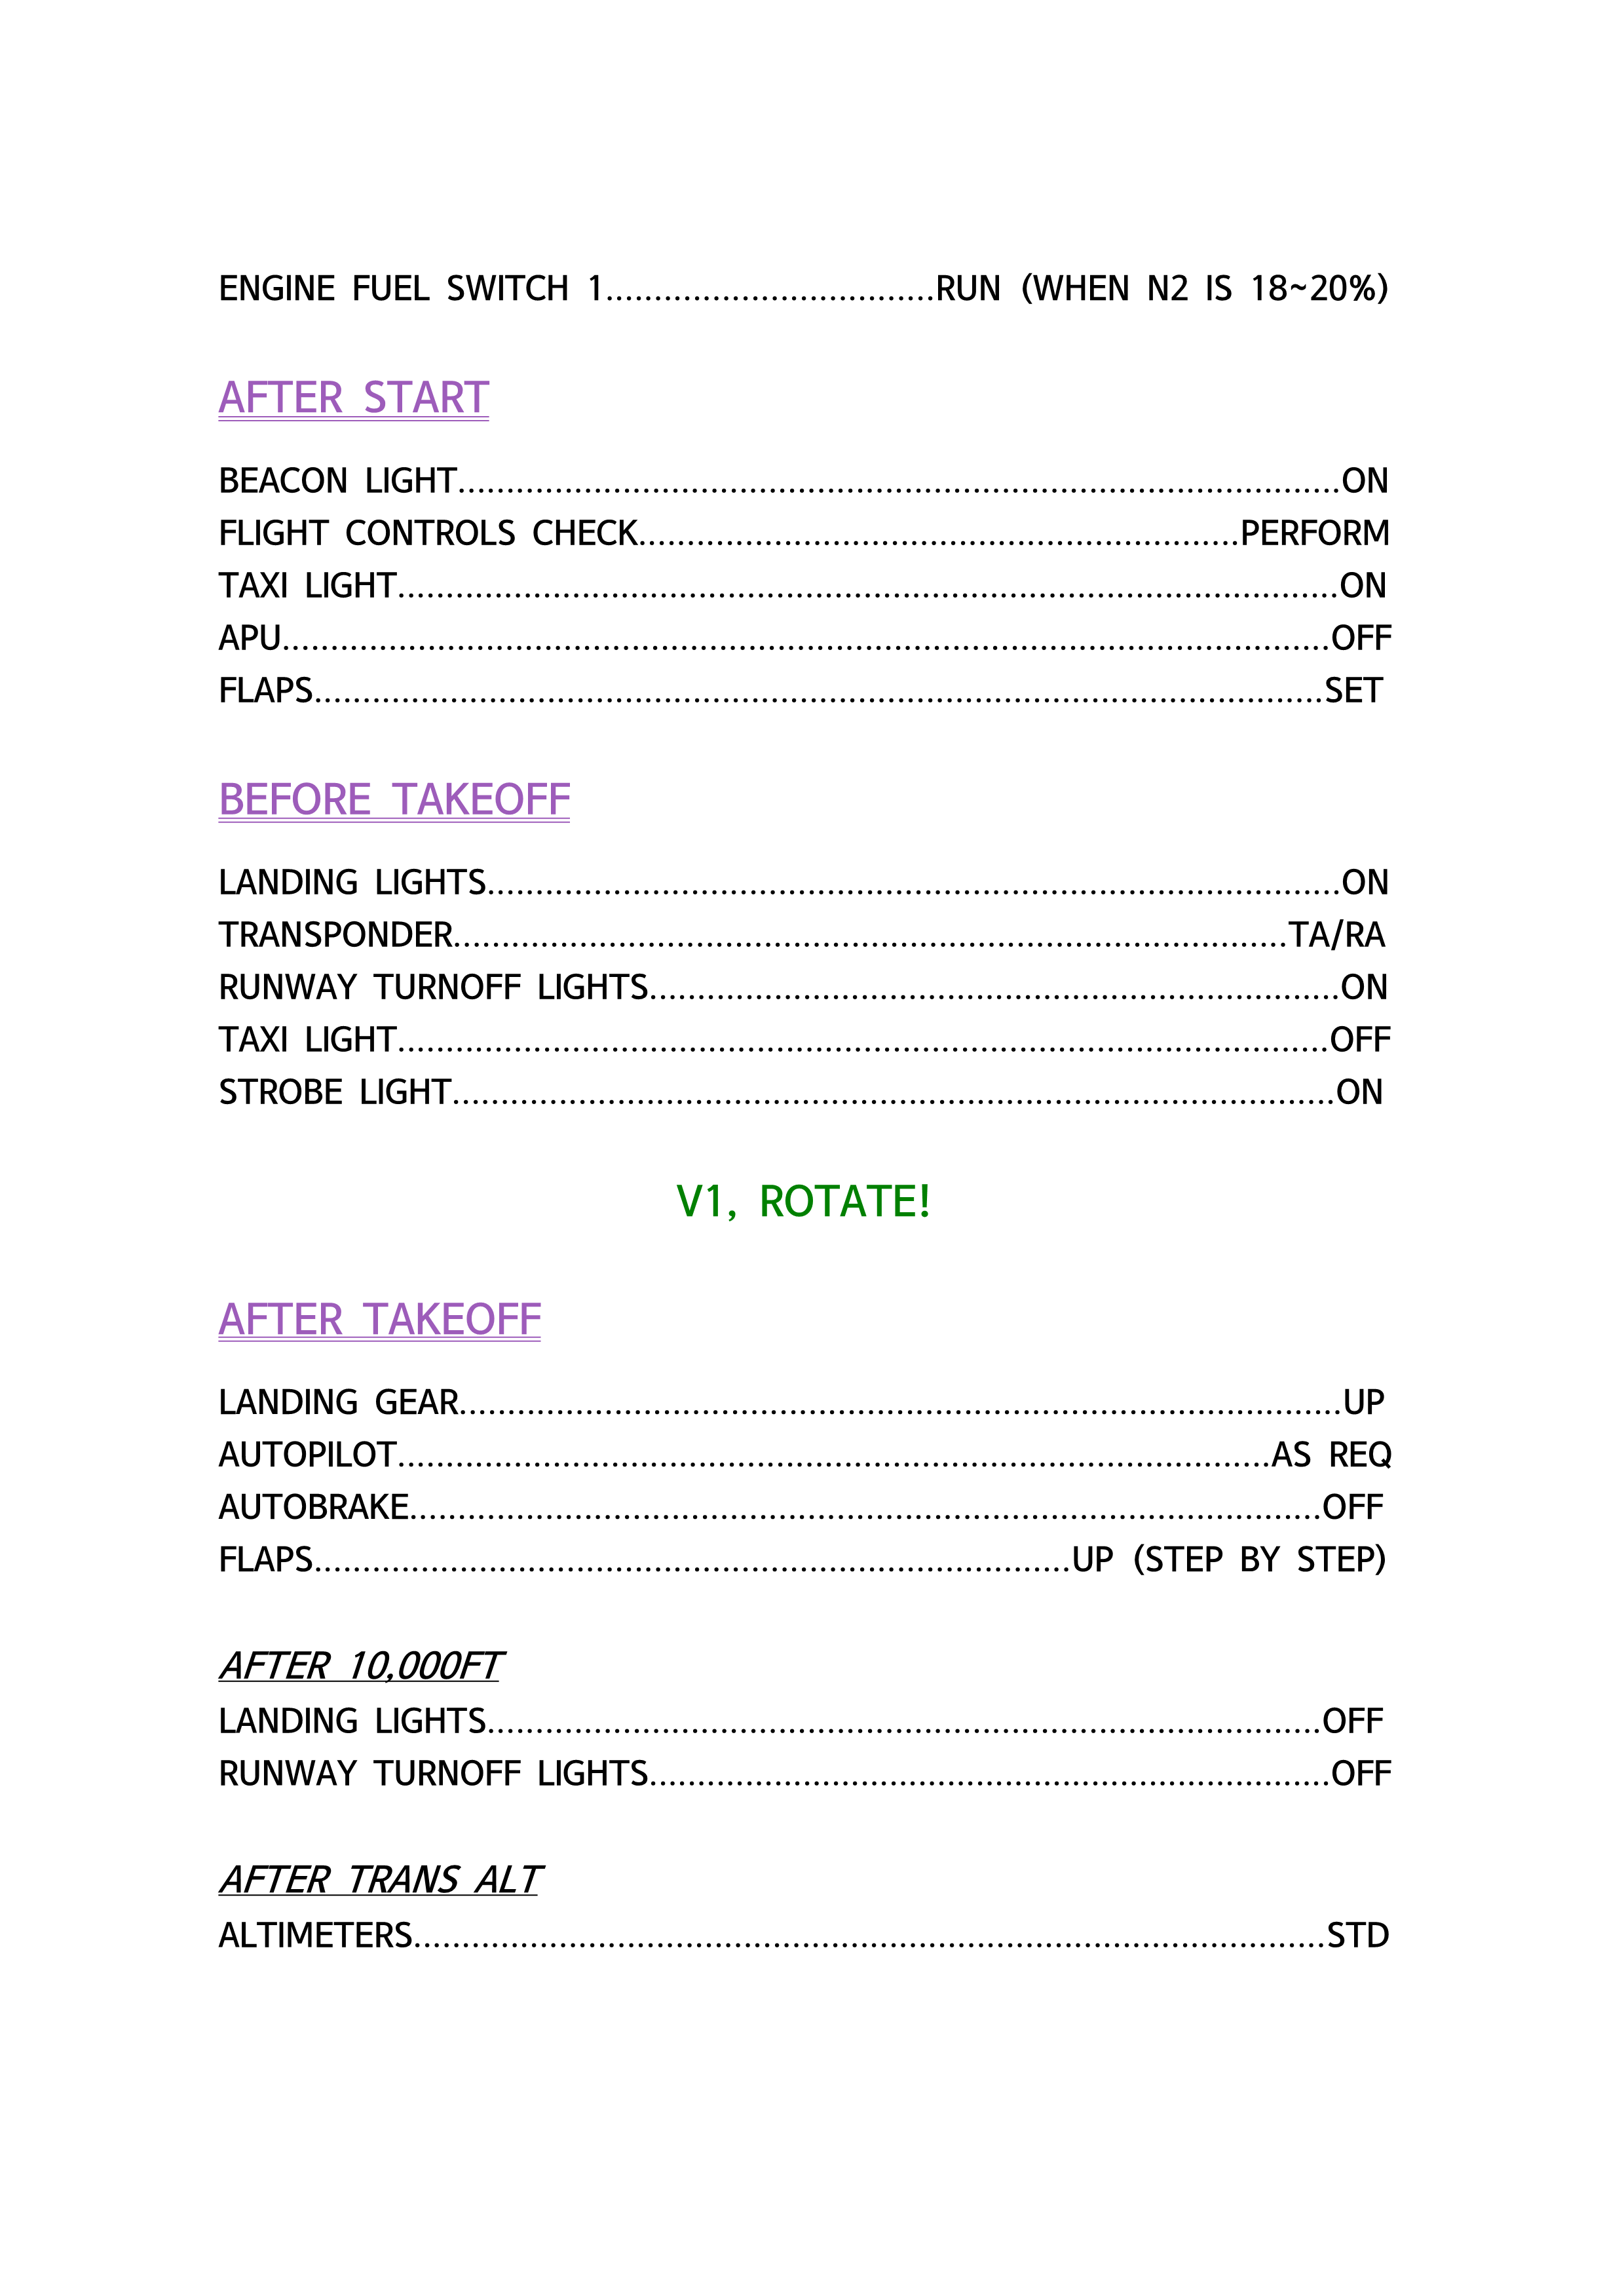 ENGINE FUEL SWITCH 1..................................RUN (WHEN N2 IS 18~20%)
AFTER START
BEACON LIGHT...........................................................................................ON
FLIGHT CONTROLS CHECK..............................................................PERFORM
TAXI LIGHT.................................................................................................ON
APU............................................................................................................OFF
FLAPS........................................................................................................SET
BEFORE TAKEOFF
LANDING LIGHTS........................................................................................ON
TRANSPONDER......................................................................................TA/RA
RUNWAY TURNOFF LIGHTS.......................................................................ON
TAXI LIGHT................................................................................................OFF
STROBE LIGHT...........................................................................................ON
V1, ROTATE!
AFTER TAKEOFF
LANDING GEAR...........................................................................................UP
AUTOPILOT..........................................................................................AS REQ
AUTOBRAKE..............................................................................................OFF
FLAPS..............................................................................UP (STEP BY STEP)
AFTER 10,000FT
LANDING LIGHTS......................................................................................OFF
RUNWAY TURNOFF LIGHTS......................................................................OFF
AFTER TRANS ALT
ALTIMETERS..............................................................................................STD